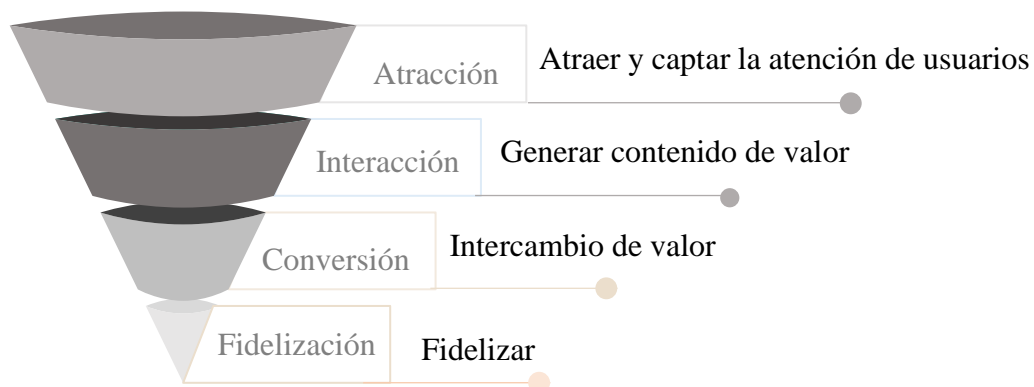 Atracción
Atraer y captar la atención de usuarios
Interacción
Generar contenido de valor
Conversión
Intercambio de valor
Fidelización
Fidelizar